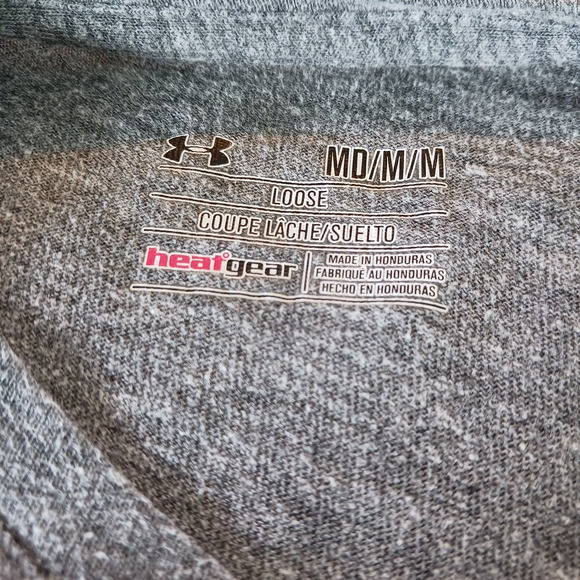 MD/M/M
LOOSE
COUPE LÂCHE/SUELTO
heatgear
MADE IN HONDURAS
FABRIQUÉ AU HONDURAS
HECHO EN HONDURAS